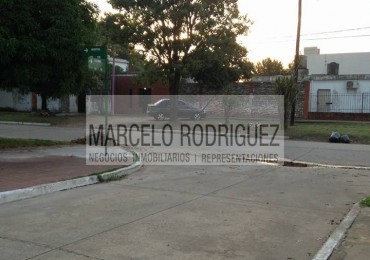 MARCELO RODRIGUEZ
NEGOCIOS INMOBILIARIOS | REPRESENTACIONES